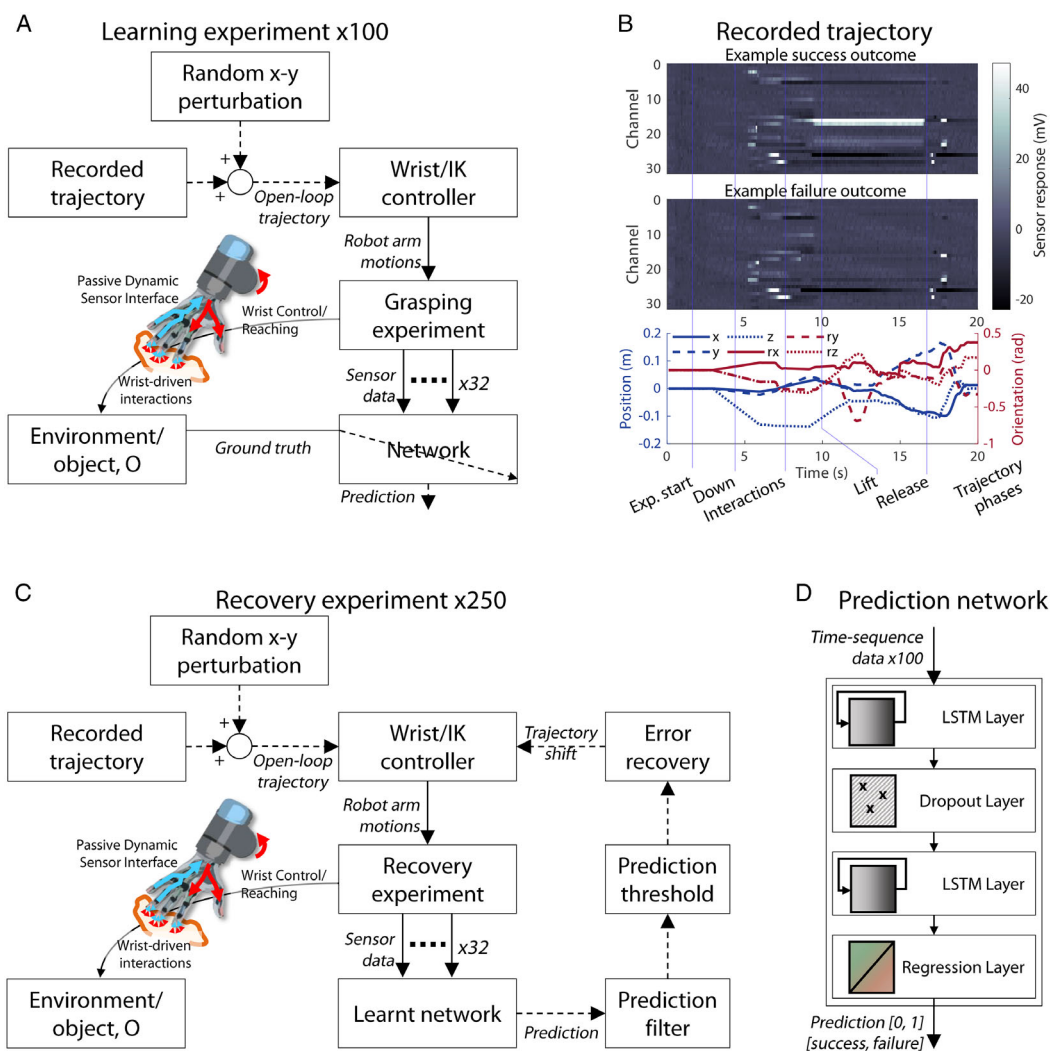 A
Learning experiment x100
Random x-y
perturbation
Recorded
trajectory
+
+
Open-loop
trajectory
Wrist/IK
controller
Robot arm
motions
Passive Dynamic
Sensor Interface
Wrist Control/
Reaching
Grasping
experiment
Wrist-driven
interactions
Sensor
data
x32
Environment/
object, O
Ground truth
Network
Prediction
B
Recorded trajectory
Example success outcome
0
10
20
30
Channel
Example failure outcome
0
10
20
30
Channel
5
10
15
20
40
20
0
-20
Sensor response (mV)
0.2
0.1
0
-0.1
-0.2
Position (m)
x
z
ry
y
rx
rz
0.5
0
-0.5
-1
Orientation (rad)
0
5
10
15
20
Time (s)
Exp. start
Down
Interactions
Lift
Release
Trajectory
phases
C
Recovery experiment x250
Random x-y
perturbation
Recorded
trajectory
+
+
Open-loop
trajectory
Wrist/IK
controller
Trajectory
shift
Error
recovery
Robot arm
motions
Passive Dynamic
Sensor Interface
Wrist Control/
Reaching
Recovery
experiment
Prediction
threshold
Wrist-driven
interactions
Sensor
data
x32
Environment/
object, O
Learnt network
Prediction
Prediction
filter
D
Prediction network
Time-sequence
data x100
LSTM Layer
x
x
x
Dropout Layer
LSTM Layer
Regression Layer
Prediction [0, 1]
[success, failure]